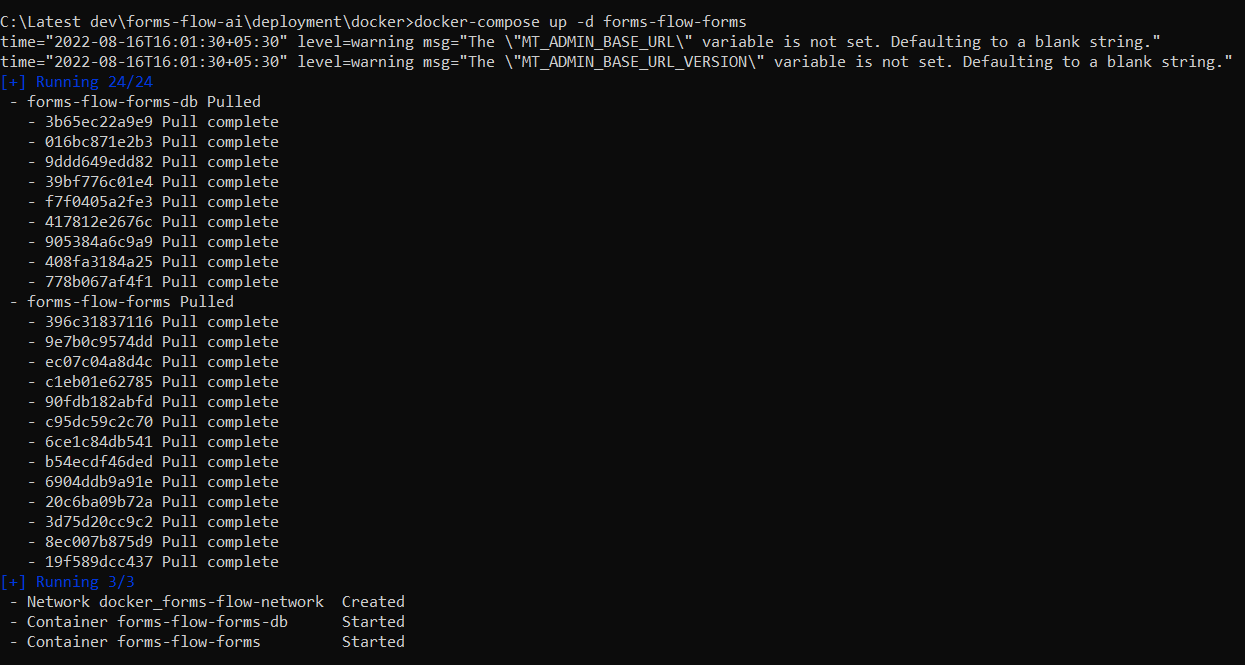 C:\Latest dev\forms-flow-ai\deployment\docker>docker-compose up -d forms-flow-forms
time="2022-08-16T16:01:30+05:30" level=warning msg="The \"MT_ADMIN_BASE_URL\" variable is not set. Defaulting to a blank string."
time="2022-08-16T16:01:30+05:30" level=warning msg="The \"MT_ADMIN_BASE_URL_VERSION\" variable is not set. Defaulting to a blank string."
[+] Running 24/24
- forms-flow-forms-db Pulled
- 3b65ec22a9e9 Pull complete
- 016bc871e2b3 Pull complete
- 9ddd649edd82 Pull complete
- 39bf776c01e4 Pull complete
- f7f0405a2fe3 Pull complete
- 417812e2676c Pull complete
- 905384a6c9a9 Pull complete
- 408fa3184a25 Pull complete
- 778b067af4f1 Pull complete
- forms-flow-forms Pulled
- 396c31837116 Pull complete
- 9e7b0c9574dd Pull complete
- ec07c04a8d4c Pull complete
- c1eb01e62785 Pull complete
- 90fdb182abfd Pull complete
- c95dc59c2c70 Pull complete
- 6ce1c84db541 Pull complete
- b54ecdf46ded Pull complete
- 6904ddb9a91e Pull complete
- 20c6ba09b72a Pull complete
- 3d75d20cc9c2 Pull complete
- 8ec007b875d9 Pull complete
- 19f589dcc437 Pull complete
[+] Running 3/3
- Network docker_forms-flow-network Created
- Container forms-flow-forms-db Started
- Container forms-flow-forms Started